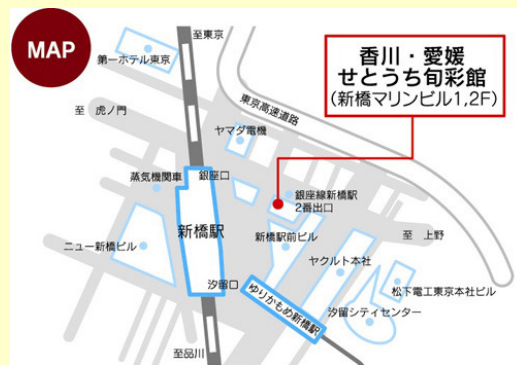 MAP
至東京
第一ホテル東京
香川・愛媛
せとうち旬彩館
(新橋マリンビル1,2F)
東京高速道路
至 虎ノ門
ヤマダ電機
蒸気機関車
銀座口
銀座線新橋駅
2番出口
新橋駅
新橋駅前ビル
至 上野
ニュー新橋ビル
ヤクルト本社
汐留口
ゆりかもめ新橋駅
松下電工東京本社ビル
汐留シティセンター
至品川